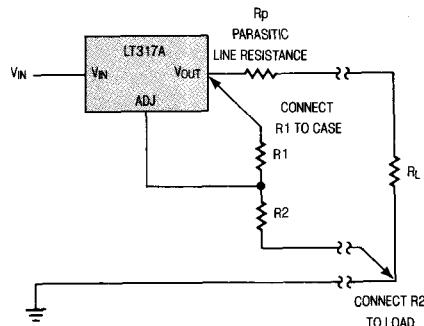 Rp
PARASITIC
LINE RESISTANCE
LT317A
VIN
VIN
VOUT
ADJ
CONNECT
R1 TO CASE
R1
RL
R2
CONNECT R2
TO LOAD